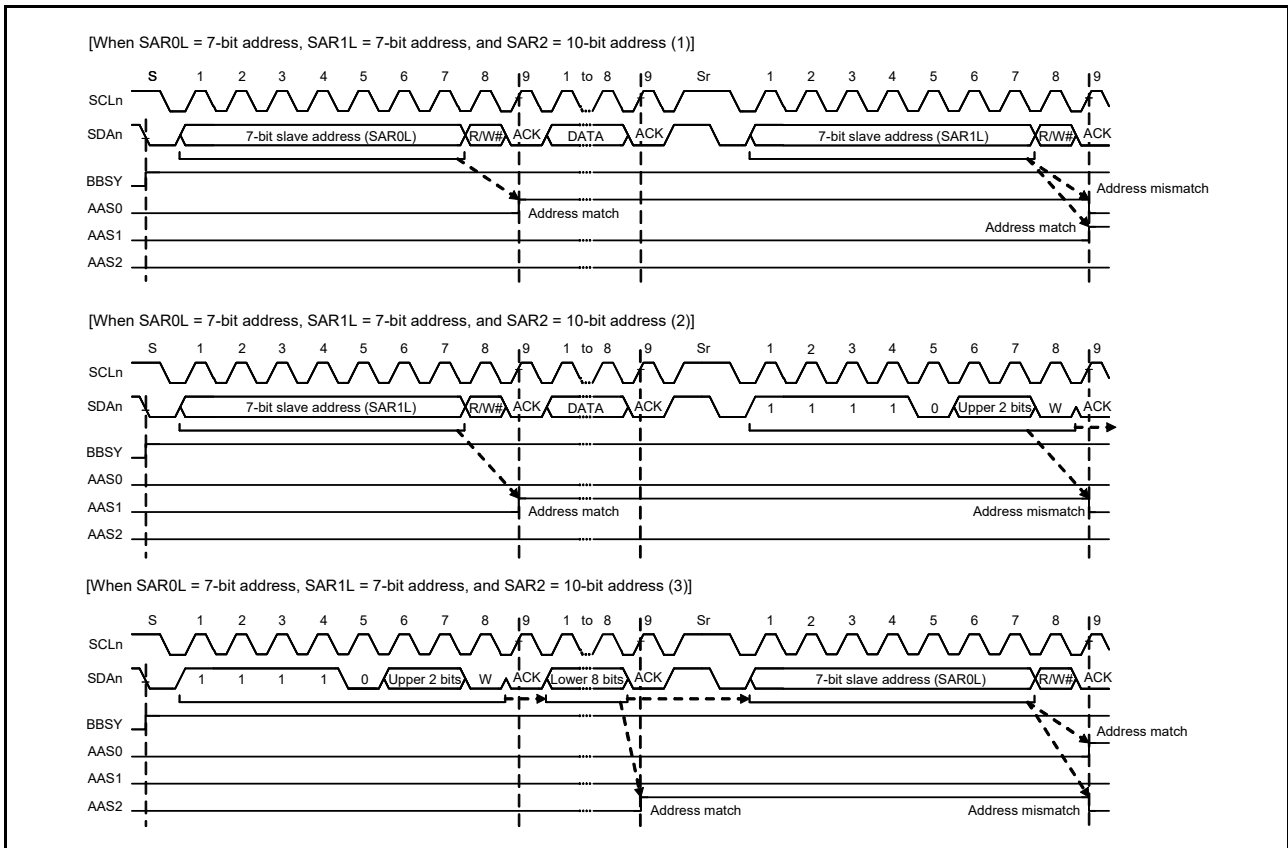 [When SAR0L = 7-bit address, SAR1L = 7-bit address, and SAR2 = 10-bit address (1)]
S 1 2 3 4 5 6 7 8 9 1 to 8 9 Sr 1 2 3 4 5 6 7 8 9
SCLn
SDAn 7-bit slave address (SAR0L) R/W# ACK DATA ACK 7-bit slave address (SAR1L) R/W# ACK
BBSY
Address mismatch
AAS0 Address match
Address match
AAS1
AAS2
[When SAR0L = 7-bit address, SAR1L = 7-bit address, and SAR2 = 10-bit address (2)]
S 1 2 3 4 5 6 7 8 9 1 to 8 9 Sr 1 2 3 4 5 6 7 8 9
SCLn
SDAn 7-bit slave address (SAR1L) R/W# ACK DATA ACK 1 1 1 1 0 Upper 2 bits W ACK
BBSY
AAS0
AAS1 Address match Address mismatch
AAS2
[When SAR0L = 7-bit address, SAR1L = 7-bit address, and SAR2 = 10-bit address (3)]
S 1 2 3 4 5 6 7 8 9 1 to 8 9 Sr 1 2 3 4 5 6 7 8 9
SCLn
SDAn 1 1 1 1 0 Upper 2 bits W ACK Lower 8 bits ACK 7-bit slave address (SAR0L) R/W# ACK
BBSY
Address match
AAS0
AAS1
AAS2 Address match Address mismatch